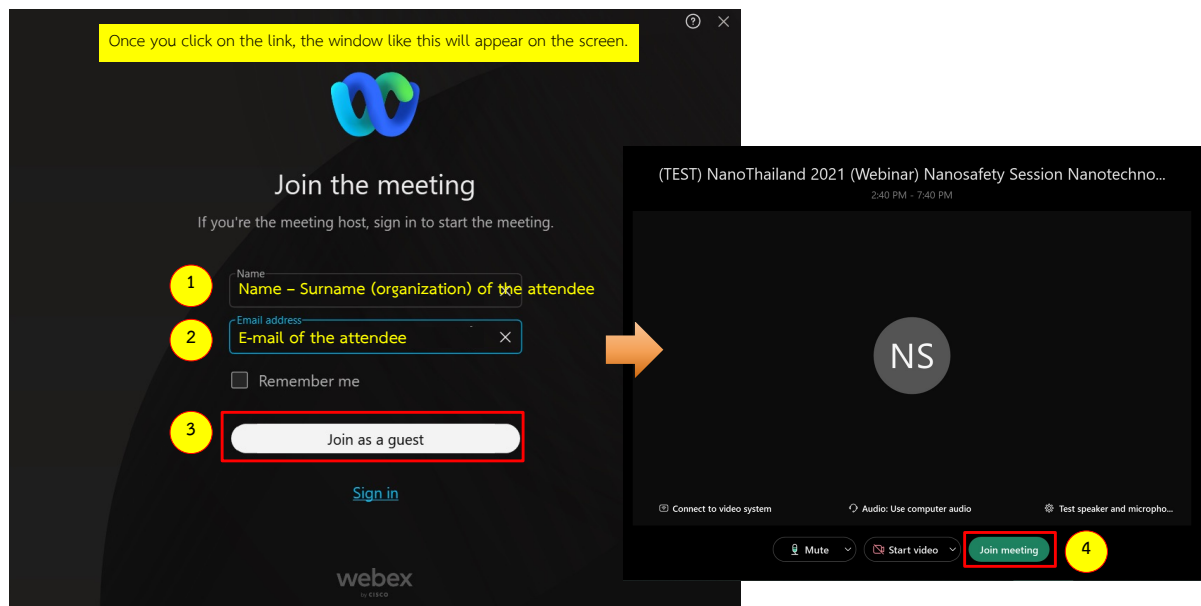 Once you click on the link, the window like this will appear on the screen.
Join the meeting
If you're the meeting host, sign in to start the meeting.
1
Name
Name – Surname (organization) of the attendee
2
Email address
E-mail of the attendee
Remember me
3
Join as a guest
Sign in
webex
by CISCO
(TEST) NanoThailand 2021 (Webinar) Nanosafety Session Nanotechno...
2:40 PM - 7:40 PM
NS
Connect to video system
Audio: Use computer audio
Test speaker and micropho...
Mute
Start video
Join meeting
4